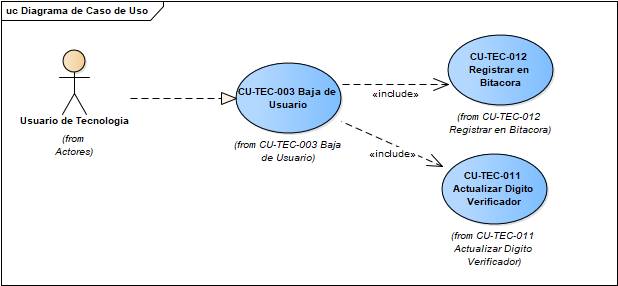 uc Diagrama de Caso de Uso
Usuario de Tecnologia
(from
Actores)
CU-TEC-003 Baja de
Usuario
(from CU-TEC-003 Baja
de Usuario)
«include»
«include»
CU-TEC-012
Registrar en
Bitacora
(from CU-TEC-012
Registrar en Bitacora)
CU-TEC-011
Actualizar Digito
Verificador
(from CU-TEC-011
Actualizar Digito
Verificador)